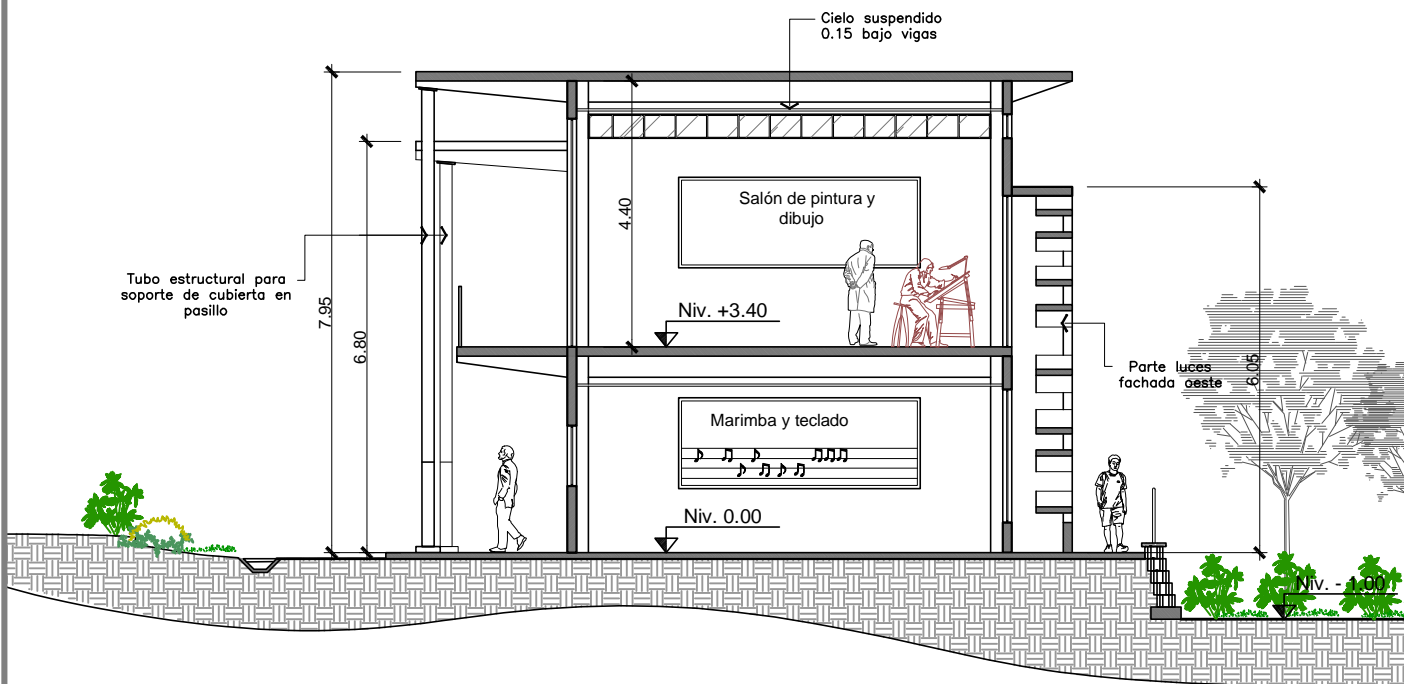 Cielo suspendido
0.15 bajo vigas
Salón de pintura y
dibujo
4.40
Tubo estructural para
soporte de cubierta en
pasillo
7.95
6.80
Niv. +3.40
Parte luces
fachada oeste
6.05
Marimba y teclado
Niv. 0.00
Niv. - 1.00